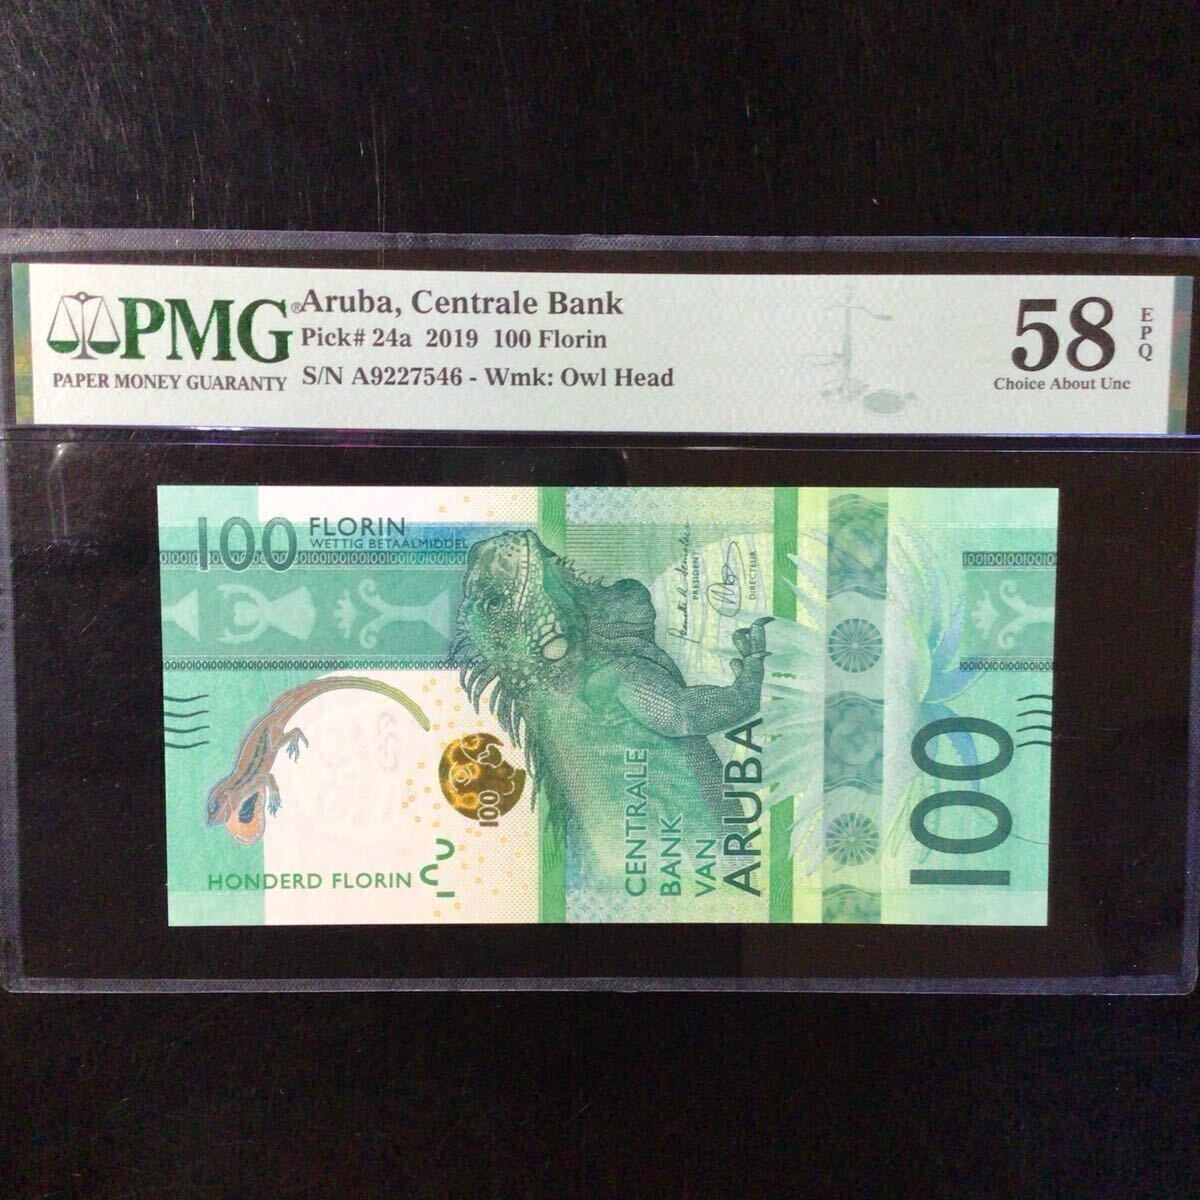 PMG®
PAPER MONEY GUARANTY
Aruba, Centrale Bank
Pick# 24a 2019 100 Florin
S/N A9227546 - Wmk: Owl Head
58
EPQ
Choice About Unc
100 FLORIN
WETTIG BETAALMIDDEL
PRESIDENT
DIRECTEUR
100
HONDERD FLORIN
CENTRALE
BANK
VAN
ARUBA
100